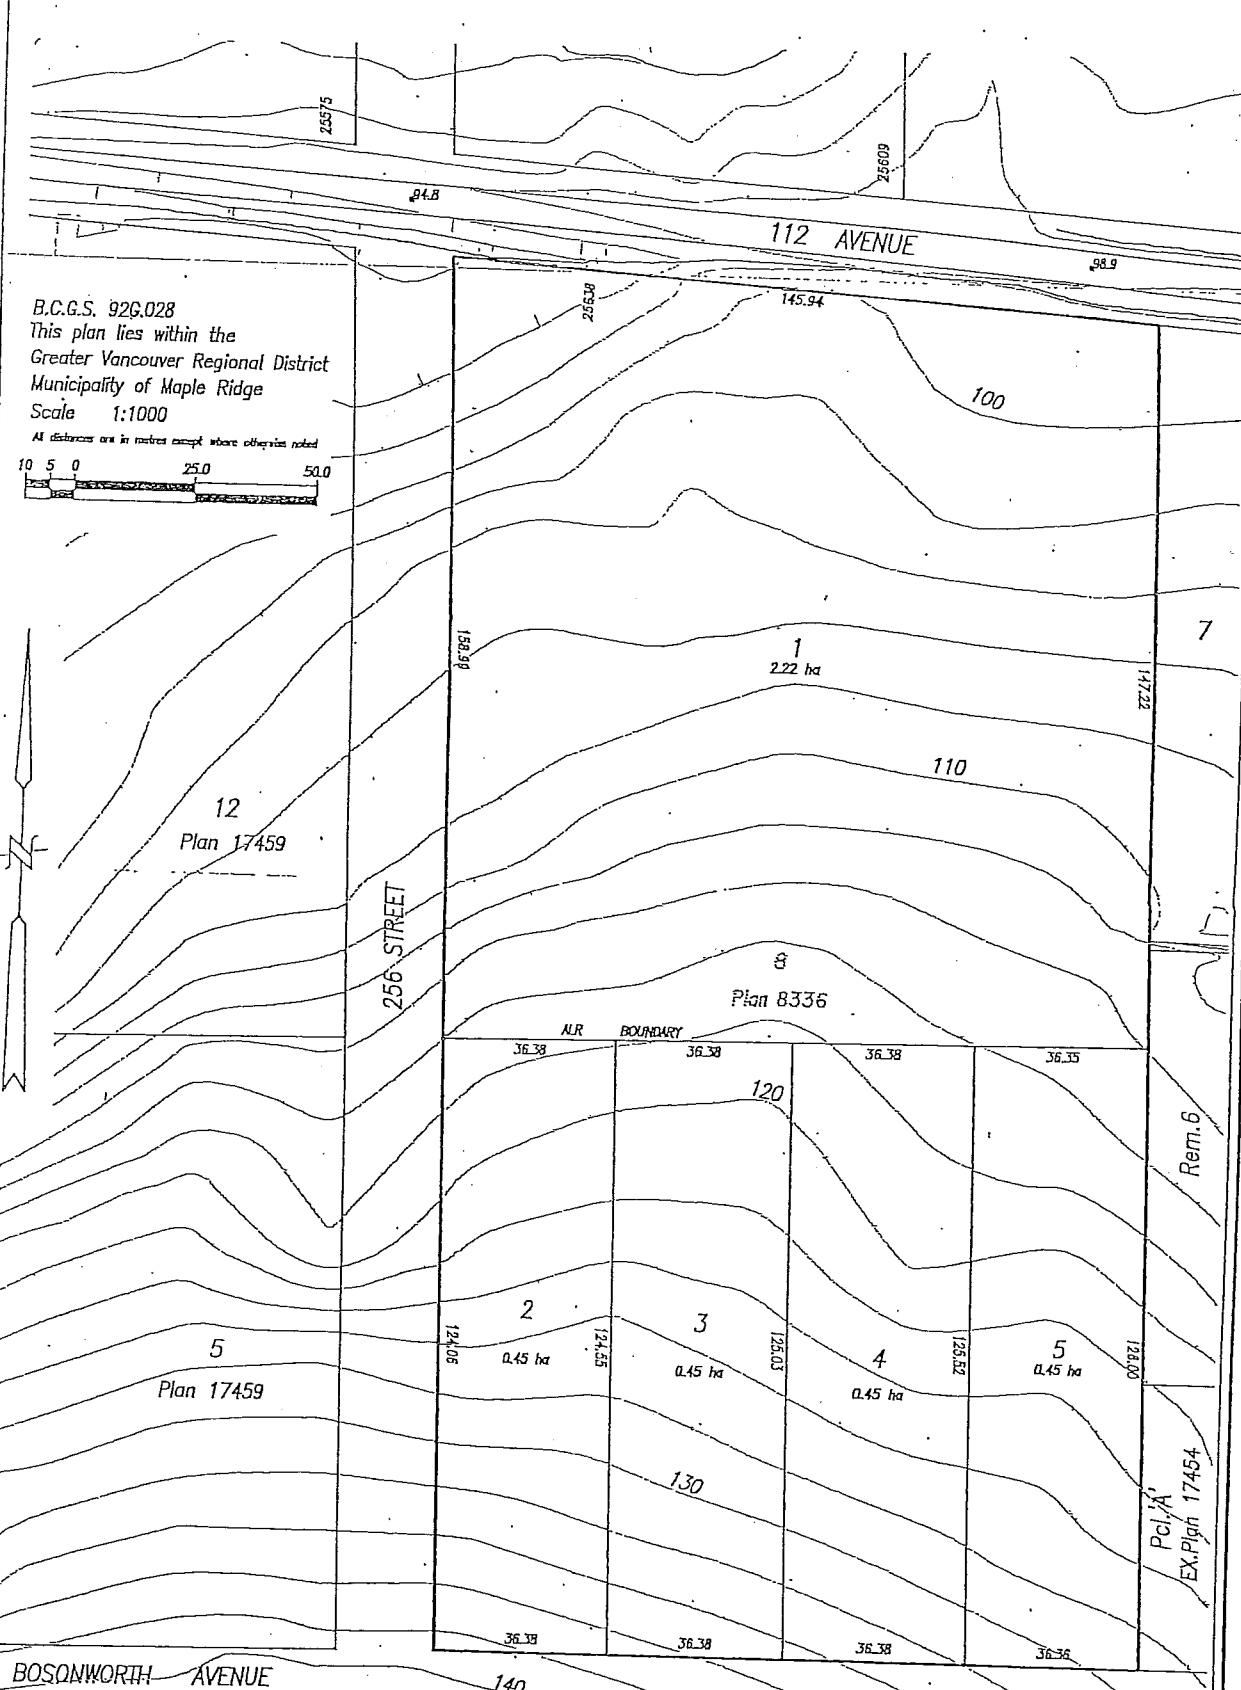 25575
25609
94.8
112 AVENUE
98.9
25638
145.94
B.C.G.S. 92G.028
This plan lies within the
Greater Vancouver Regional District
Municipality of Maple Ridge
Scale 1:1000
All distances are in metres except where otherwise noted
10 5 0 25.0 50.0
100
158.90
1
2.22 ha
7
147.22
110
12
Plan 17459
256 STREET
8
Plan 8336
ALR BOUNDARY
36.38
36.38
36.38
36.35
120
Rem.6
N
2
0.45 ha
3
0.45 ha
4
0.45 ha
5
0.45 ha
124.06
124.55
125.03
125.52
126.00
5
Plan 17459
130
Pcl.'A'
EX.Plan 17454
36.38
36.38
36.38
36.36
BOSONWORTH AVENUE
140